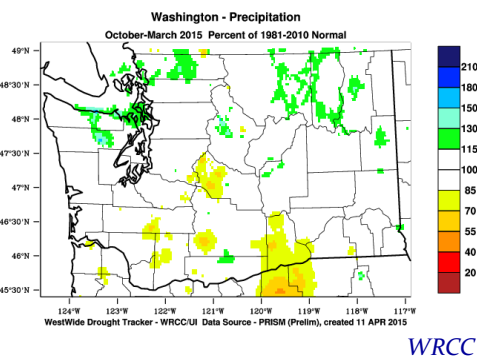 Washington - Precipitation
October-March 2015 Percent of 1981-2010 Normal
49°N
48°30'N
48°N
47°30'N
47°N
46°30'N
46°N
45°30'N
124°W
123°W
122°W
121°W
120°W
119°W
118°W
117°W
210
180
150
130
115
100
85
70
55
40
20
WestWide Drought Tracker - WRCC/UI Data Source - PRISM (Prelim), created 11 APR 2015
WRCC